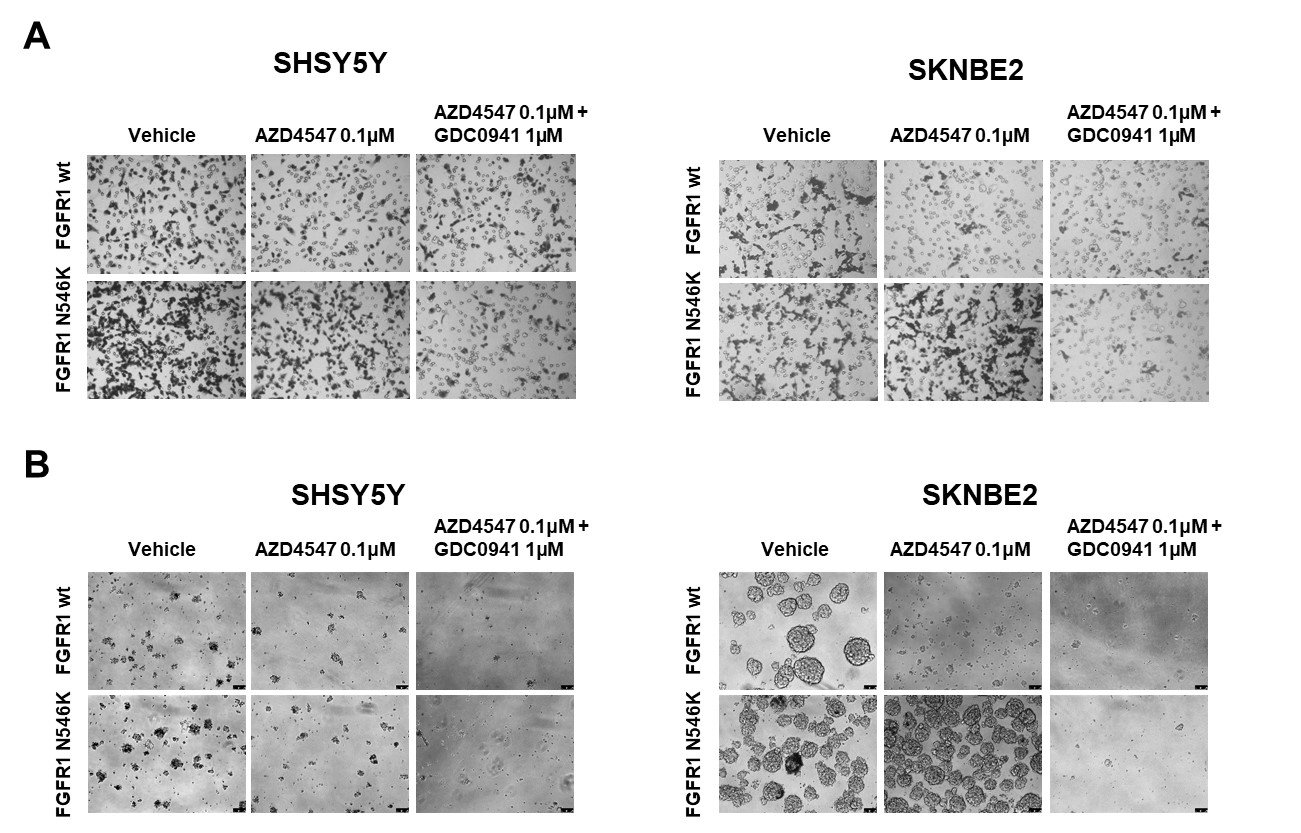 A
SHSY5Y
SKNBE2
Vehicle
AZD4547 0.1µM
AZD4547 0.1µM +
GDC0941 1µM
Vehicle
AZD4547 0.1µM
AZD4547 0.1µM +
GDC0941 1µM
FGFR1 wt
FGFR1 N546K
FGFR1 wt
FGFR1 N546K
B
SHSY5Y
SKNBE2
Vehicle
AZD4547 0.1µM
AZD4547 0.1µM +
GDC0941 1µM
Vehicle
AZD4547 0.1µM
AZD4547 0.1µM +
GDC0941 1µM
FGFR1 wt
FGFR1 N546K
FGFR1 wt
FGFR1 N546K